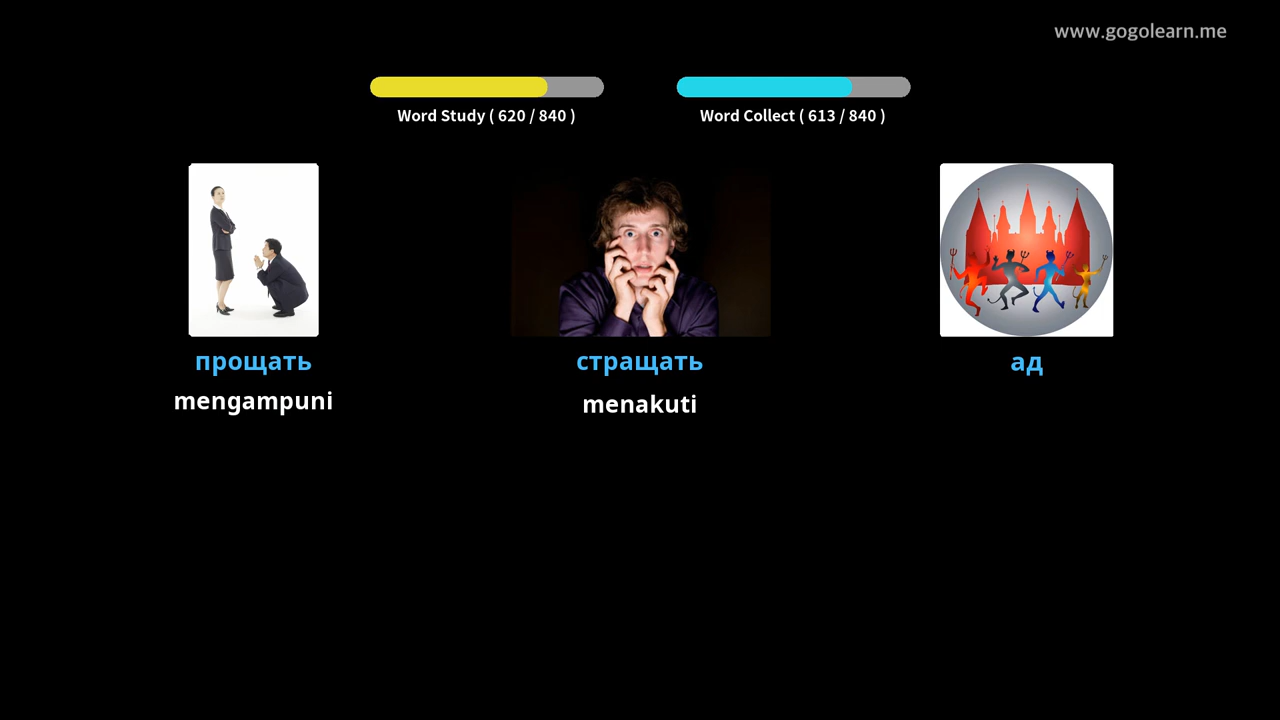 www.gogolearn.me
Word Study ( 620 / 840 )
Word Collect ( 613 / 840 )
прощать
стращать
ад
mengampuni
menakuti